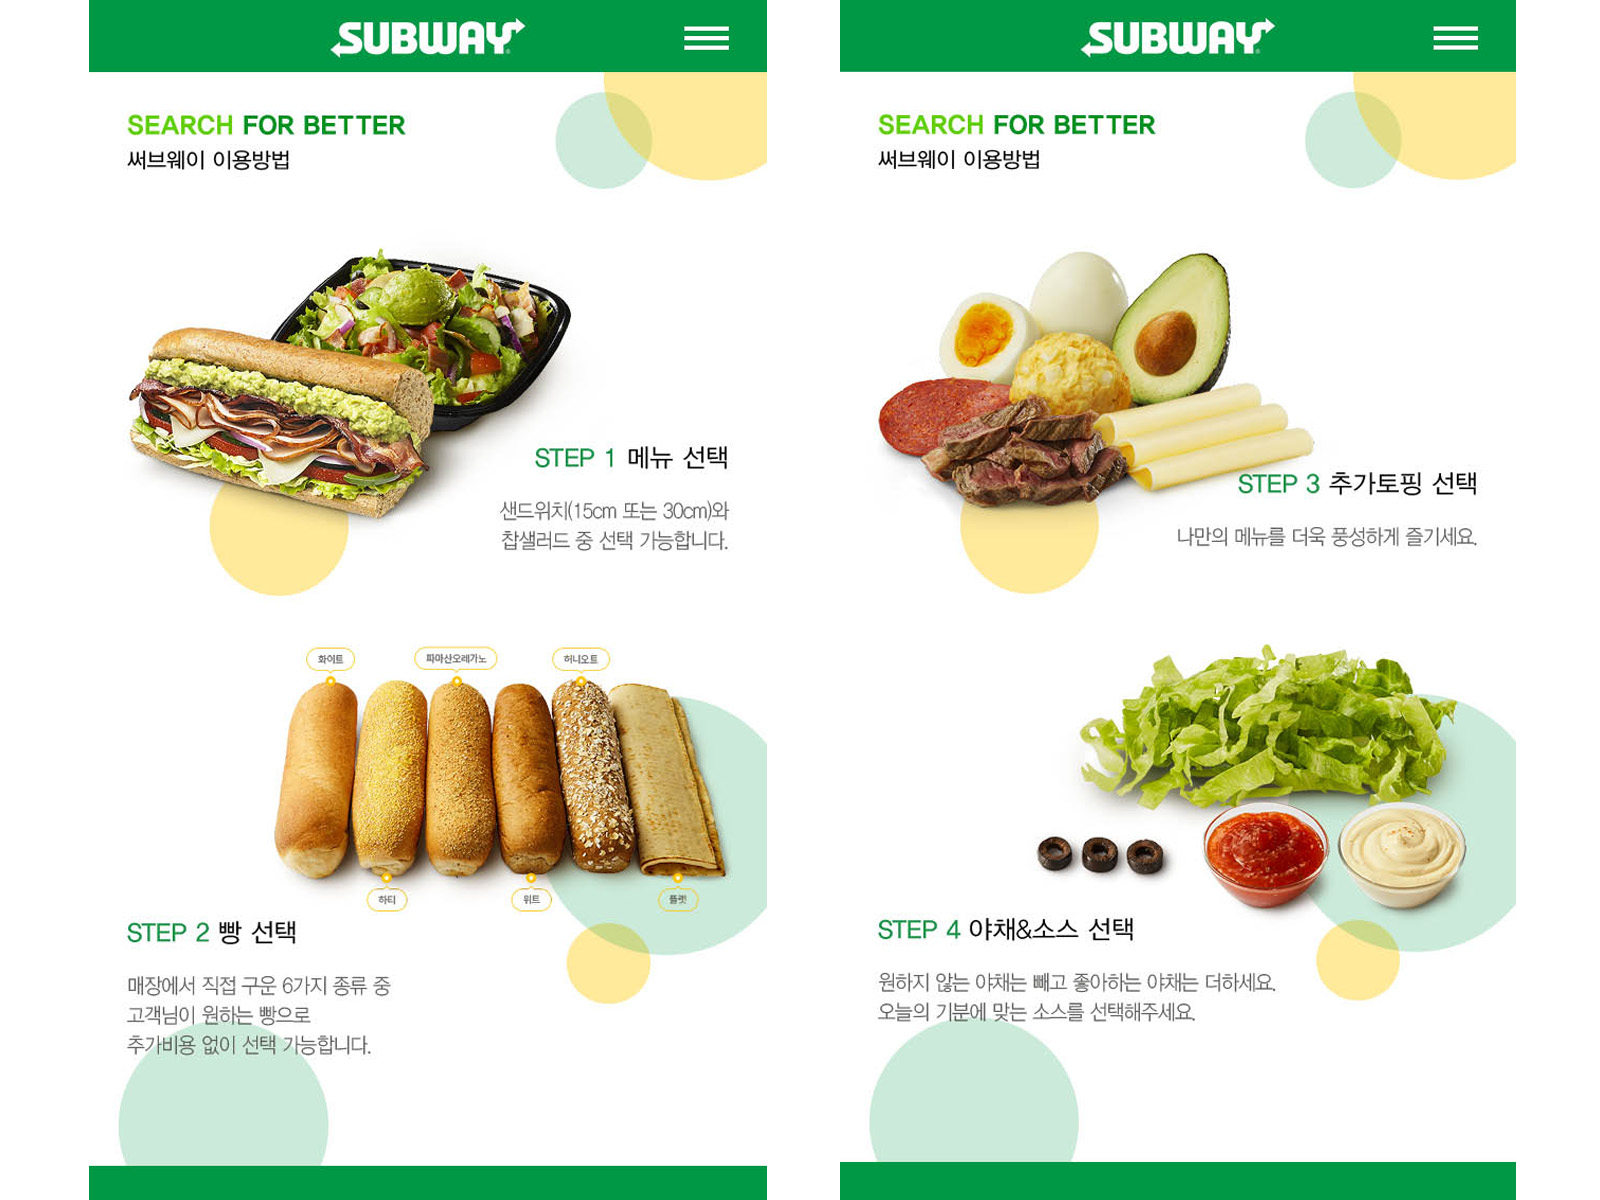 SUBWAY
SEARCH FOR BETTER
써브웨이 이용방법
STEP 1 메뉴 선택
샌드위치(15cm 또는 30cm)와
찹샐러드 중 선택 가능합니다.
화이트
파마산오레가노
허니오트
하티
위트
플랫
STEP 2 빵 선택
매장에서 직접 구운 6가지 종류 중
고객님이 원하는 빵으로
추가비용 없이 선택 가능합니다.
SUBWAY
SEARCH FOR BETTER
써브웨이 이용방법
STEP 3 추가토핑 선택
나만의 메뉴를 더욱 풍성하게 즐기세요.
STEP 4 야채&소스 선택
원하지 않는 야채는 빼고 좋아하는 야채는 더하세요.
오늘의 기분에 맞는 소스를 선택해주세요.